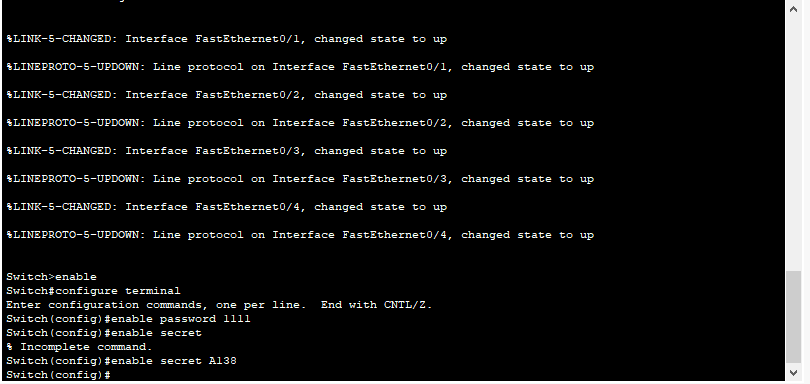 %LINK-5-CHANGED: Interface FastEthernet0/1, changed state to up
%LINEPROTO-5-UPDOWN: Line protocol on Interface FastEthernet0/1, changed state to up
%LINK-5-CHANGED: Interface FastEthernet0/2, changed state to up
%LINEPROTO-5-UPDOWN: Line protocol on Interface FastEthernet0/2, changed state to up
%LINK-5-CHANGED: Interface FastEthernet0/3, changed state to up
%LINEPROTO-5-UPDOWN: Line protocol on Interface FastEthernet0/3, changed state to up
%LINK-5-CHANGED: Interface FastEthernet0/4, changed state to up
%LINEPROTO-5-UPDOWN: Line protocol on Interface FastEthernet0/4, changed state to up
Switch>enable
Switch#configure terminal
Enter configuration commands, one per line.  End with CNTL/Z.
Switch(config)#enable password 1111
Switch(config)#enable secret
% Incomplete command.
Switch(config)#enable secret A138
Switch(config)#